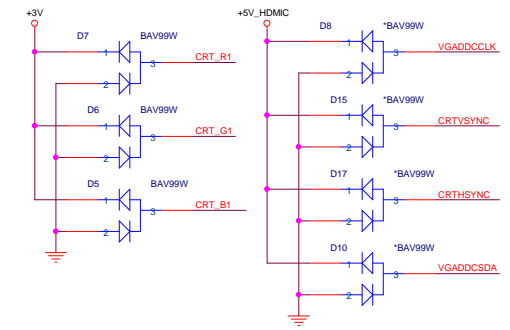 +3V
D7 BAV99W
1
3 CRT_R1
2
D6 BAV99W
1
3 CRT_G1
2
D5 BAV99W
1
3 CRT_B1
2
+5V_HDMIC
D8 *BAV99W
1
3 VGADDCCLK
2
D15 *BAV99W
1
3 CRTVSYNC
2
D17 *BAV99W
1
3 CRTHSYNC
2
D10 *BAV99W
1
3 VGADDCSDA
2